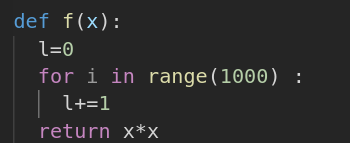 def f(x):
    l=0
    for i in range(1000) :
        l+=1
    return x*x